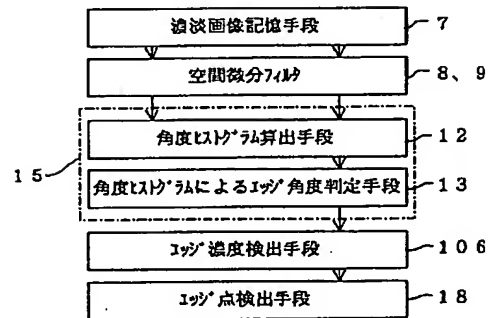 濃淡画像記憶手段 7
空間微分フィルタ 8、9
角度ヒストグラム算出手段 12
15
角度ヒストグラムによるエッジ角度判定手段 13
エッジ濃度検出手段 106
エッジ点検出手段 18